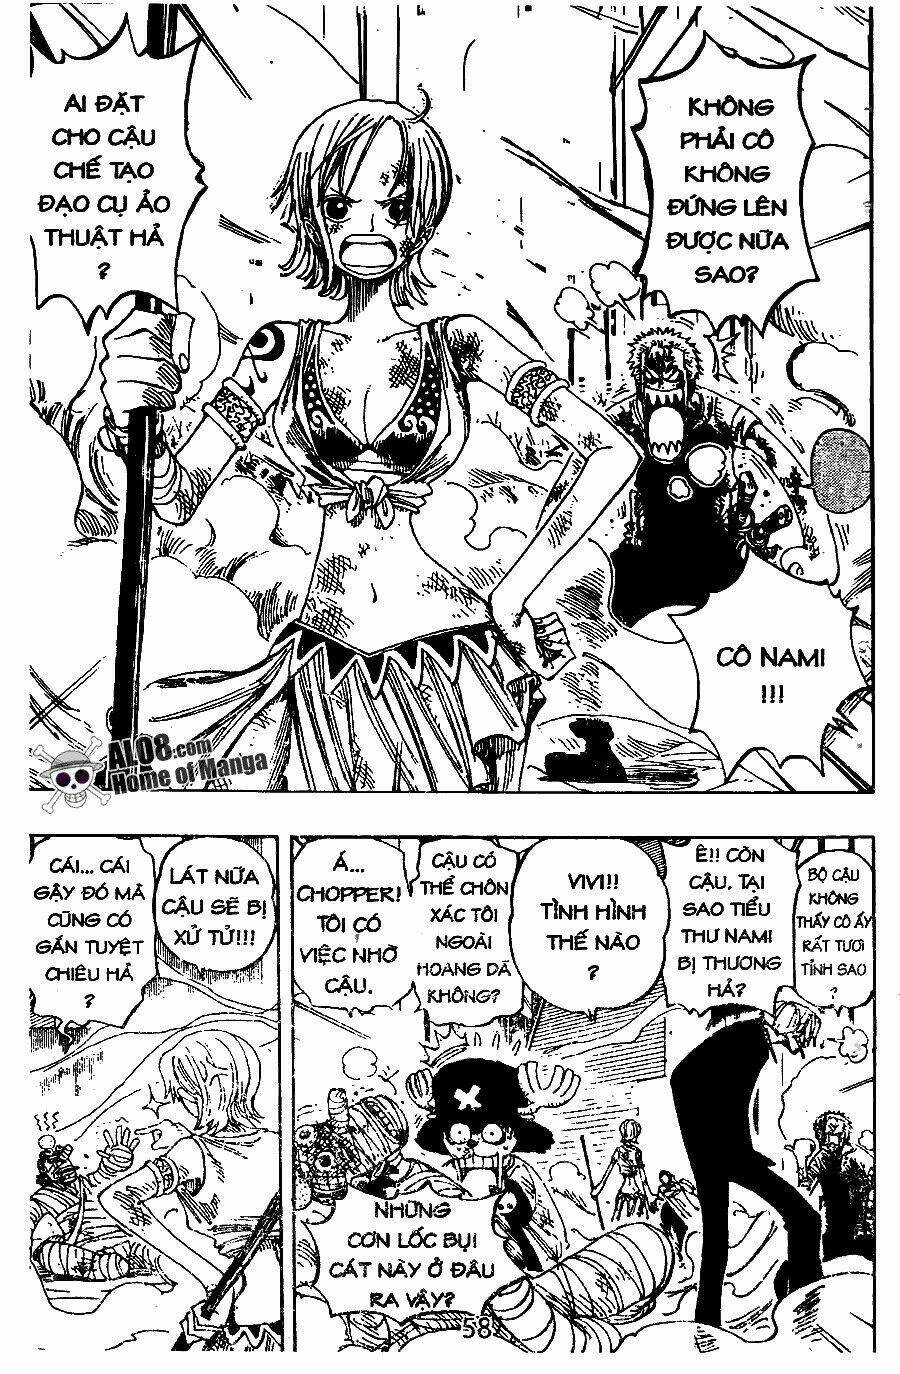 KHÔNG
PHẢI CÔ
KHÔNG
ĐỨNG LÊN
ĐƯỢC NỮA
SAO?
AI ĐẶT
CHO CẬU
CHẾ TẠO
ĐẠO CỤ ẢO
THUẬT HẢ
?
CÔ NAMI
!!!
ALO8.com
Home of Manga
BỘ CẬU
KHÔNG
THẤY CÔ ẤY
RẤT TƯƠI
TỈNH SAO
?
Ê!! CÒN
CẬU. TẠI
SAO TIỂU
THƯ NAMI
BỊ THƯƠNG
HẢ?
VIVI!!
TÌNH HÌNH
THẾ NÀO
?
CẬU CÓ
THỂ CHÔN
XÁC TÔI
NGOÀI
HOANG DÃ
KHÔNG?
Á...
CHOPPER!
TÔI CÓ
VIỆC NHỜ
CẬU.
NHỮNG
CƠN LỐC BỤI
CÁT NÀY Ở ĐÂU
RA VẬY?
LÁT NỮA
CẬU SẼ BỊ
XỬ TỬ!!!
CÁI... CÁI
GẬY ĐÓ MÀ
CŨNG CÓ
GẮN TUYỆT
CHIÊU HẢ
?
58